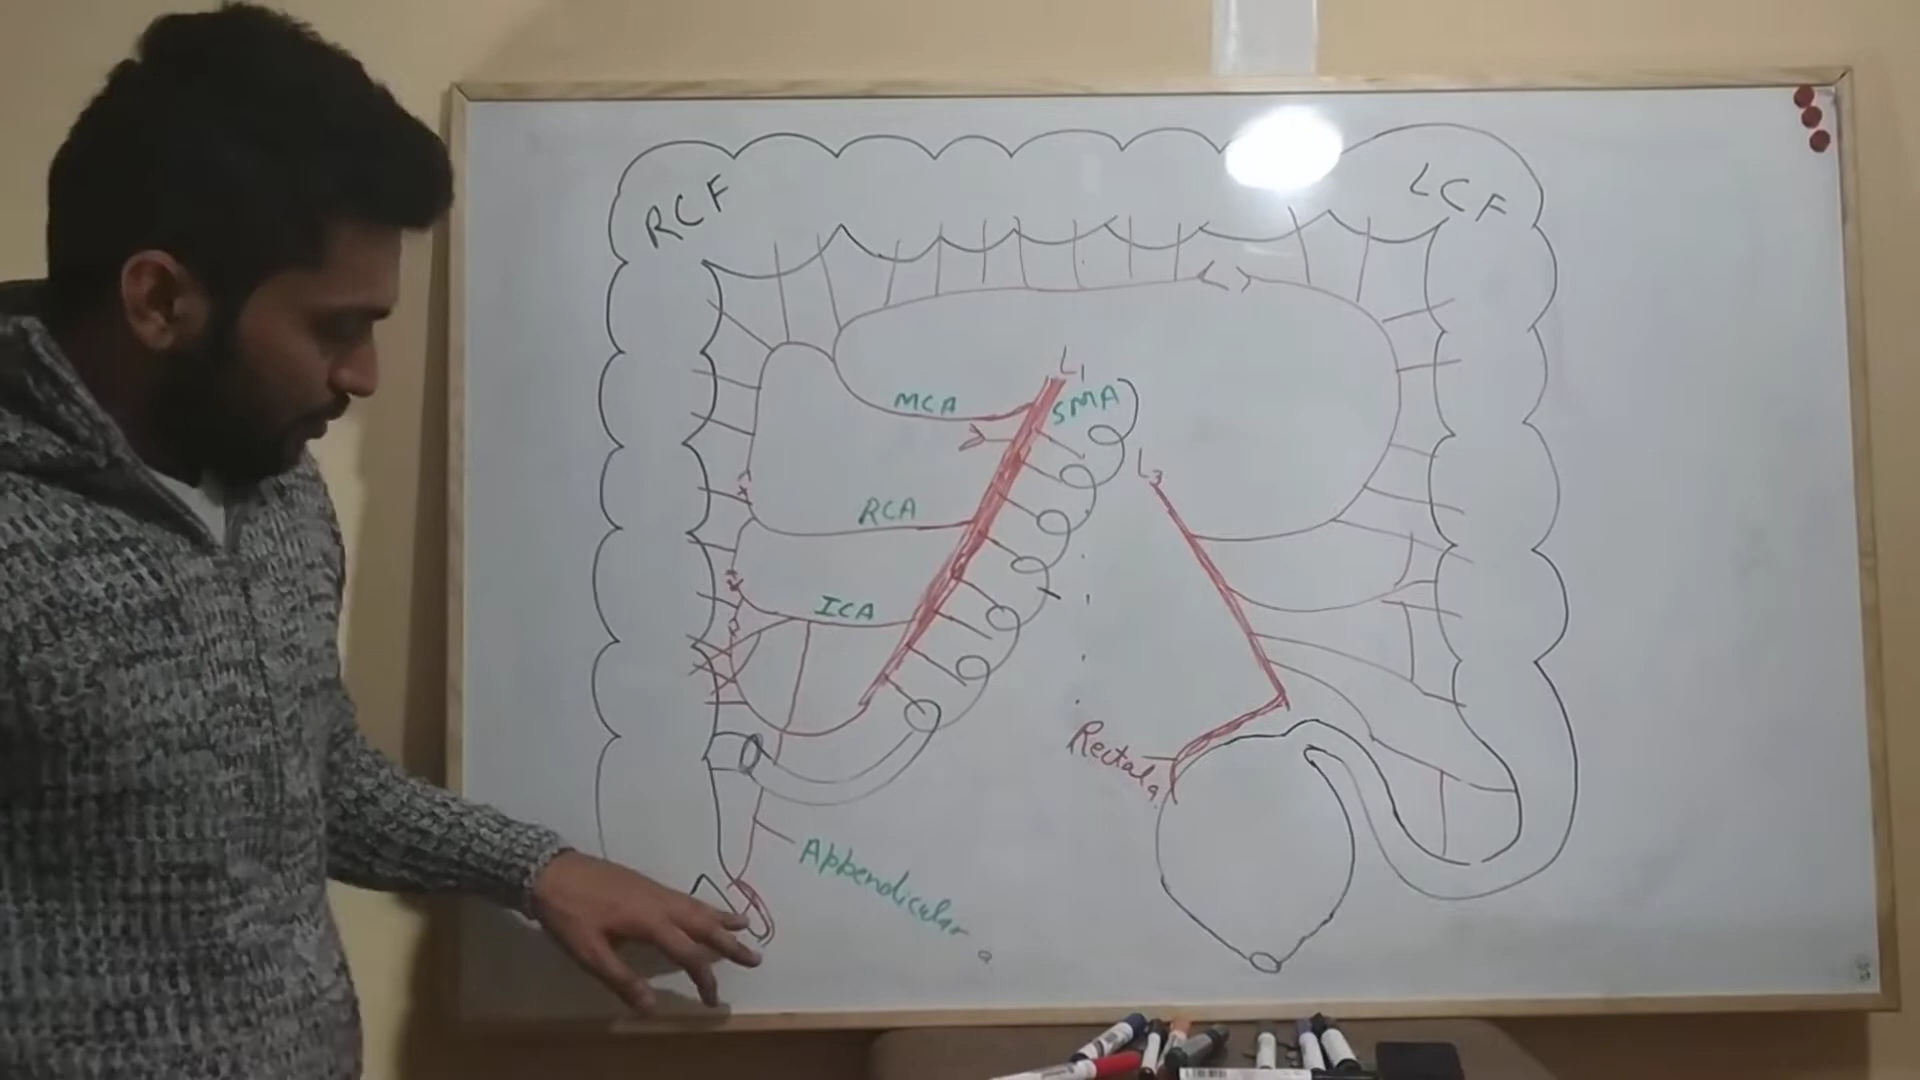 RCF
LCF
L1
MCA
SMA
L3
RCA
ICA
Rectal a.
Appendicular a